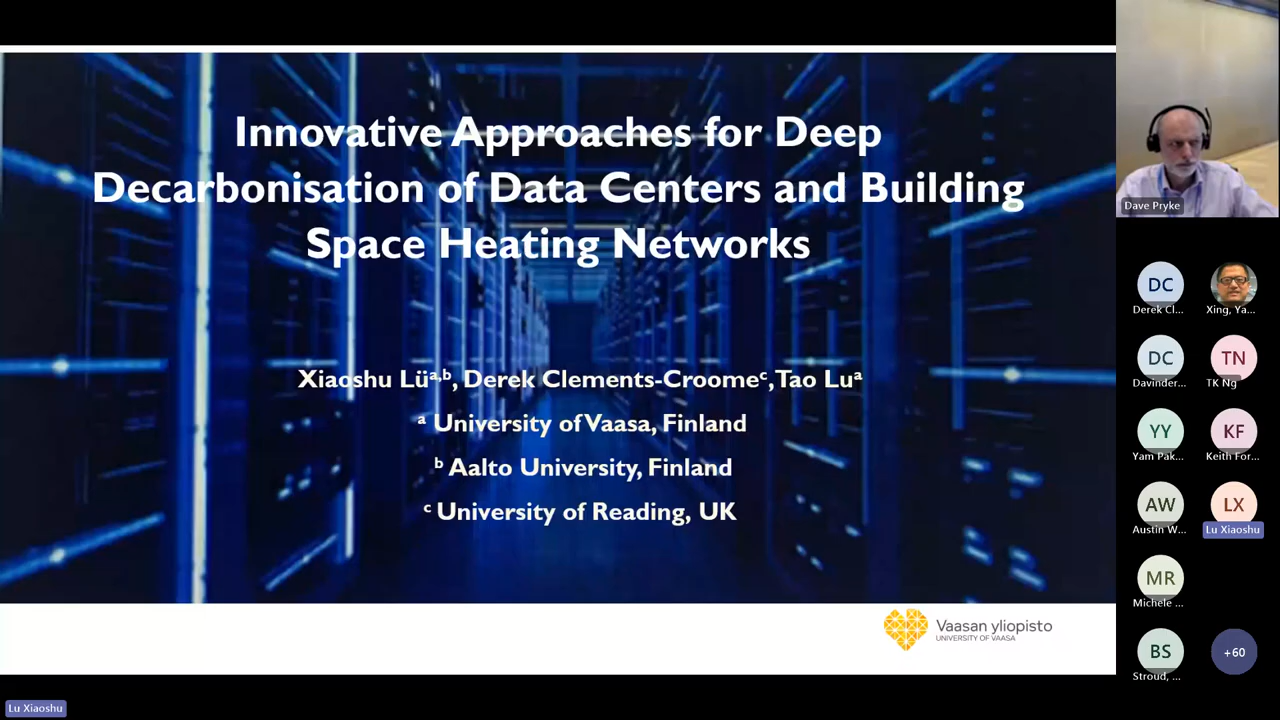 Innovative Approaches for Deep
Decarbonisation of Data Centers and Building
Space Heating Networks
Xiaoshu Lüᵃ,ᵇ, Derek Clements-Croomeᶜ, Tao Luᵃ
ᵃ University of Vaasa, Finland
ᵇ Aalto University, Finland
ᶜ University of Reading, UK
Vaasan yliopisto
UNIVERSITY OF VAASA
Lu Xiaoshu
Dave Pryke
DC
Derek Cl...
Xing, Ya...
DC
Davinder...
TN
TK Ng
YY
Yam Pak...
KF
Keith For...
AW
Austin W...
LX
Lu Xiaoshu
MR
Michele ...
BS
Stroud, ...
+60